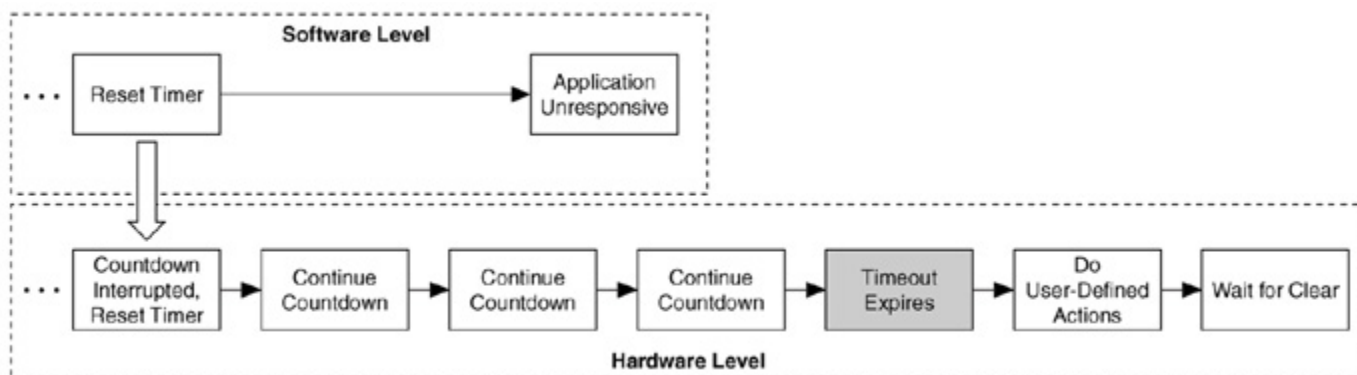 Software Level
...
Reset Timer
Application
Unresponsive
...
Countdown
Interrupted,
Reset Timer
Continue
Countdown
Continue
Countdown
Continue
Countdown
Timeout
Expires
Do
User-Defined
Actions
Wait for Clear
Hardware Level